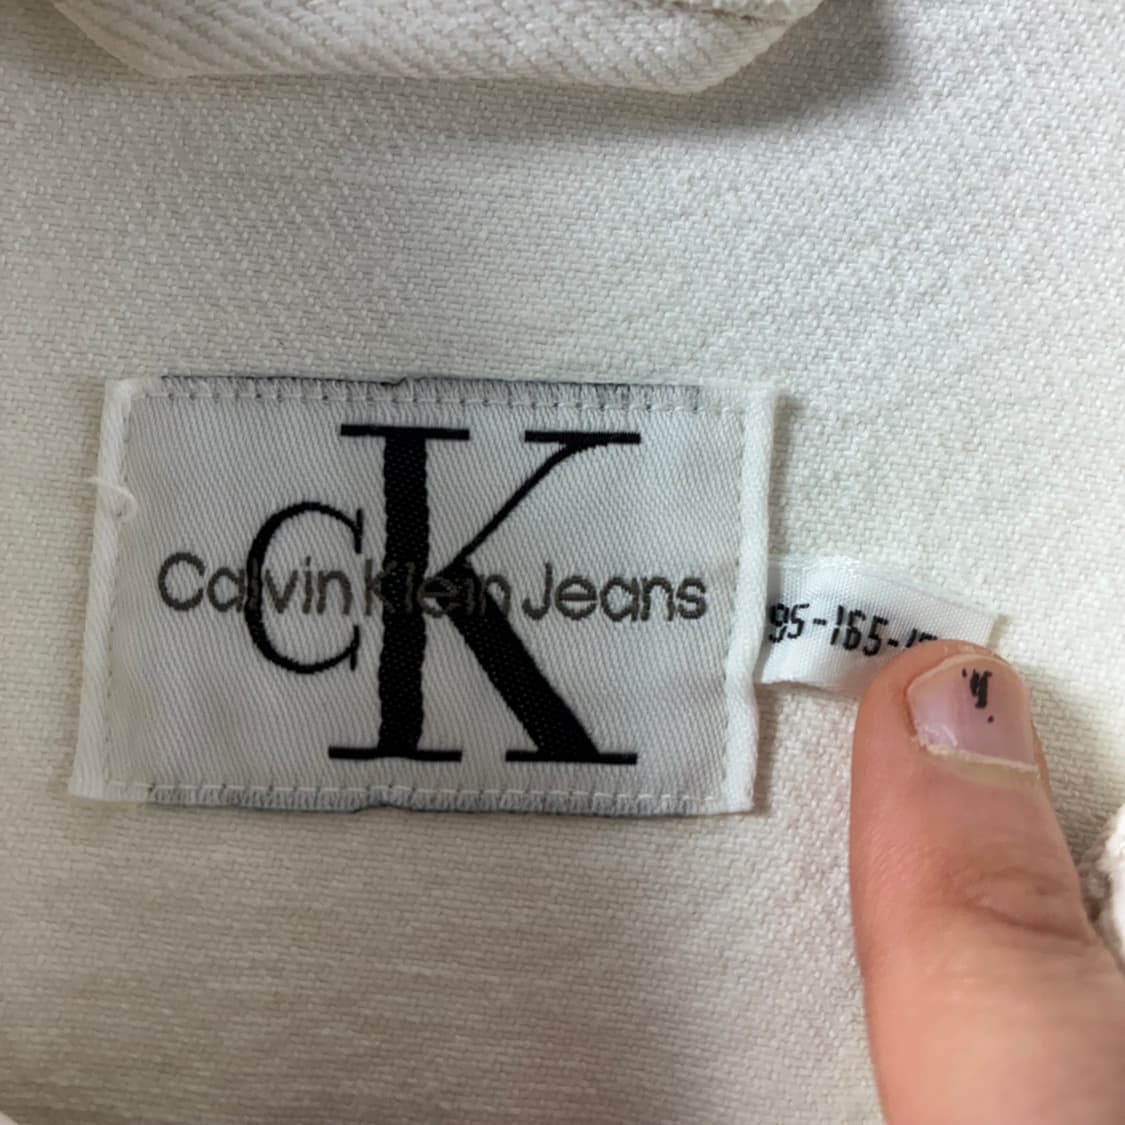 CK
Calvin Klein Jeans
95-165-